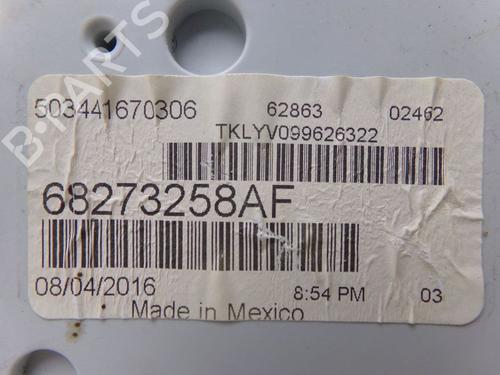 B-PARTS
503441670306 62863 02462
TKLYV099626322
68273258AF
08/04/2016 8:54 PM 03
Made in Mexico